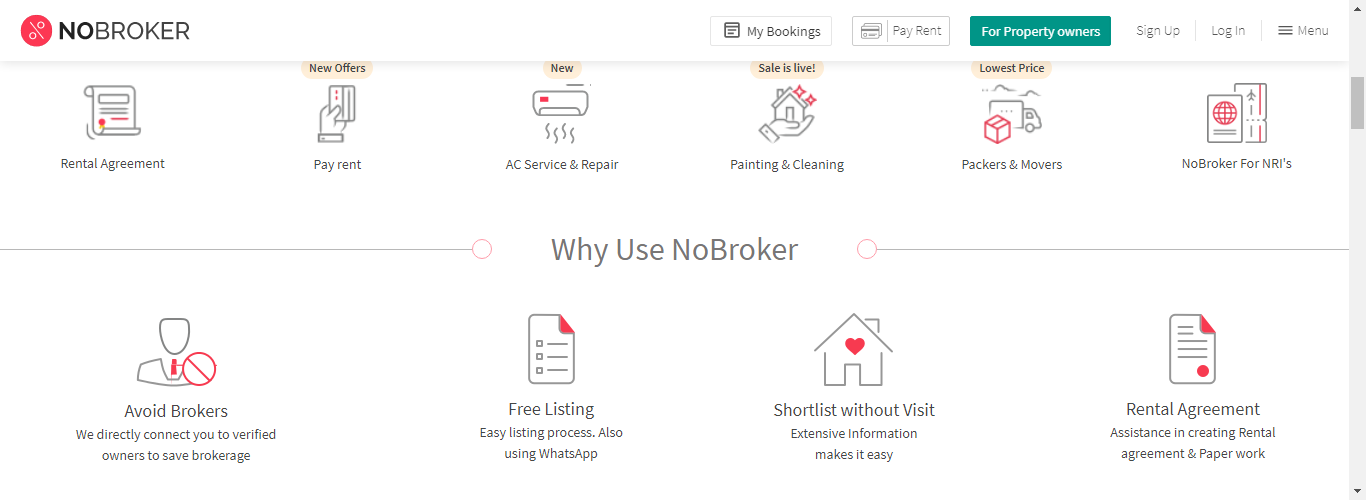 NOBROKER
My Bookings
Pay Rent
For Property owners
Sign Up
Log In
Menu
New Offers
New
Sale is live!
Lowest Price
Rental Agreement
Pay rent
AC Service & Repair
Painting & Cleaning
Packers & Movers
NoBroker For NRI's
Why Use NoBroker
Avoid Brokers
We directly connect you to verified
owners to save brokerage
Free Listing
Easy listing process. Also
using WhatsApp
Shortlist without Visit
Extensive Information
makes it easy
Rental Agreement
Assistance in creating Rental
agreement & Paper work